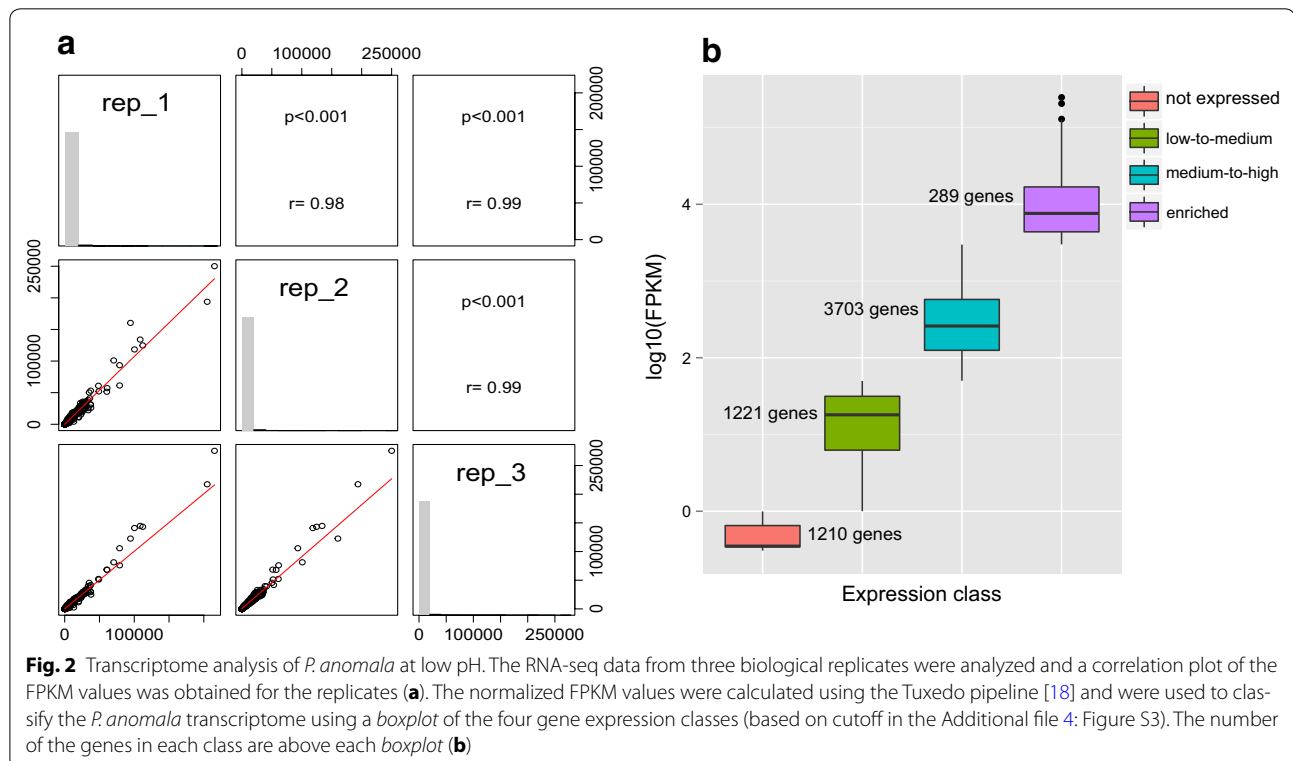 a
0 100000 250000
rep_1
p<0.001
r= 0.98
p<0.001
r= 0.99
0 100000 200000
0 100000 250000
rep_2
p<0.001
r= 0.99
rep_3
0 100000 250000
0 100000
0 100000 250000
b
log10(FPKM)
4
2
0
289 genes
3703 genes
1221 genes
1210 genes
Expression class
not expressed
low-to-medium
medium-to-high
enriched
Fig. 2 Transcriptome analysis of P. anomala at low pH. The RNA-seq data from three biological replicates were analyzed and a correlation plot of the
FPKM values was obtained for the replicates (a). The normalized FPKM values were calculated using the Tuxedo pipeline [18] and were used to clas-
sify the P. anomala transcriptome using a boxplot of the four gene expression classes (based on cutoff in the Additional file 4: Figure S3). The number
of the genes in each class are above each boxplot (b)